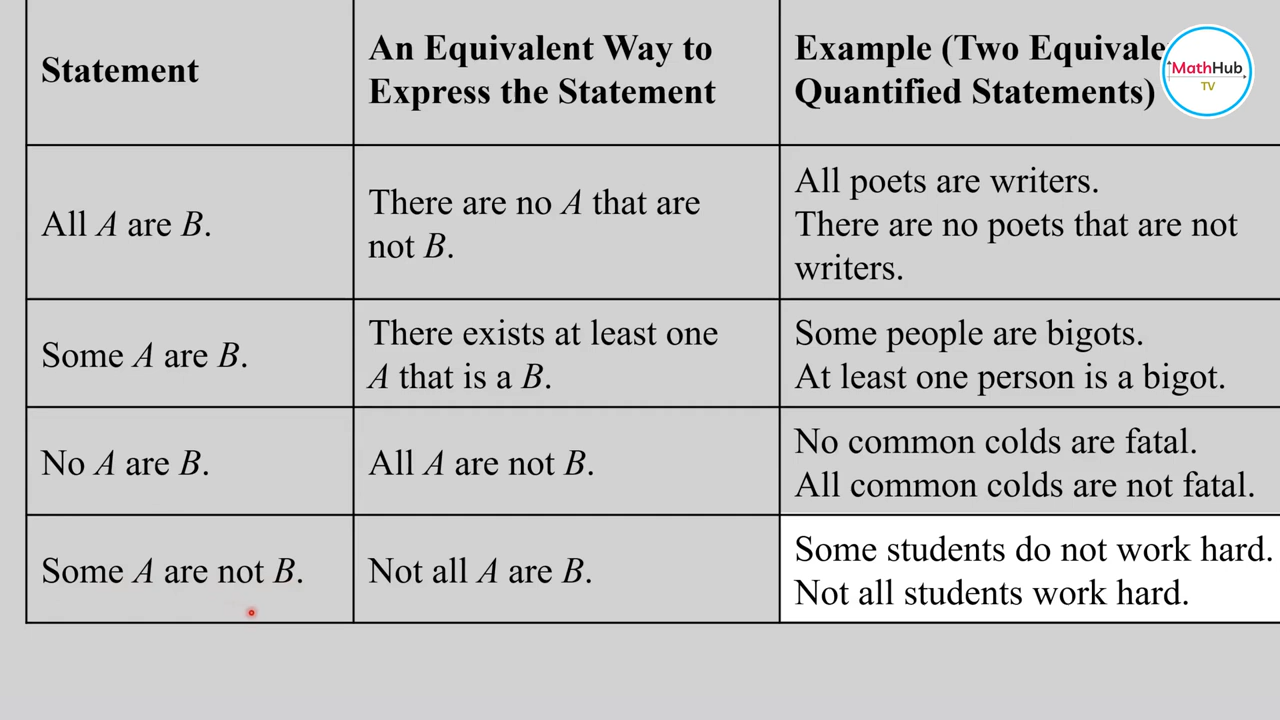 Statement
An Equivalent Way to
Express the Statement
Example (Two Equivale
Quantified Statements)
MathHub
TV
All A are B.
There are no A that are
not B.
All poets are writers.
There are no poets that are not
writers.
Some A are B.
There exists at least one
A that is a B.
Some people are bigots.
At least one person is a bigot.
No A are B.
All A are not B.
No common colds are fatal.
All common colds are not fatal.
Some A are not B.
Not all A are B.
Some students do not work hard.
Not all students work hard.